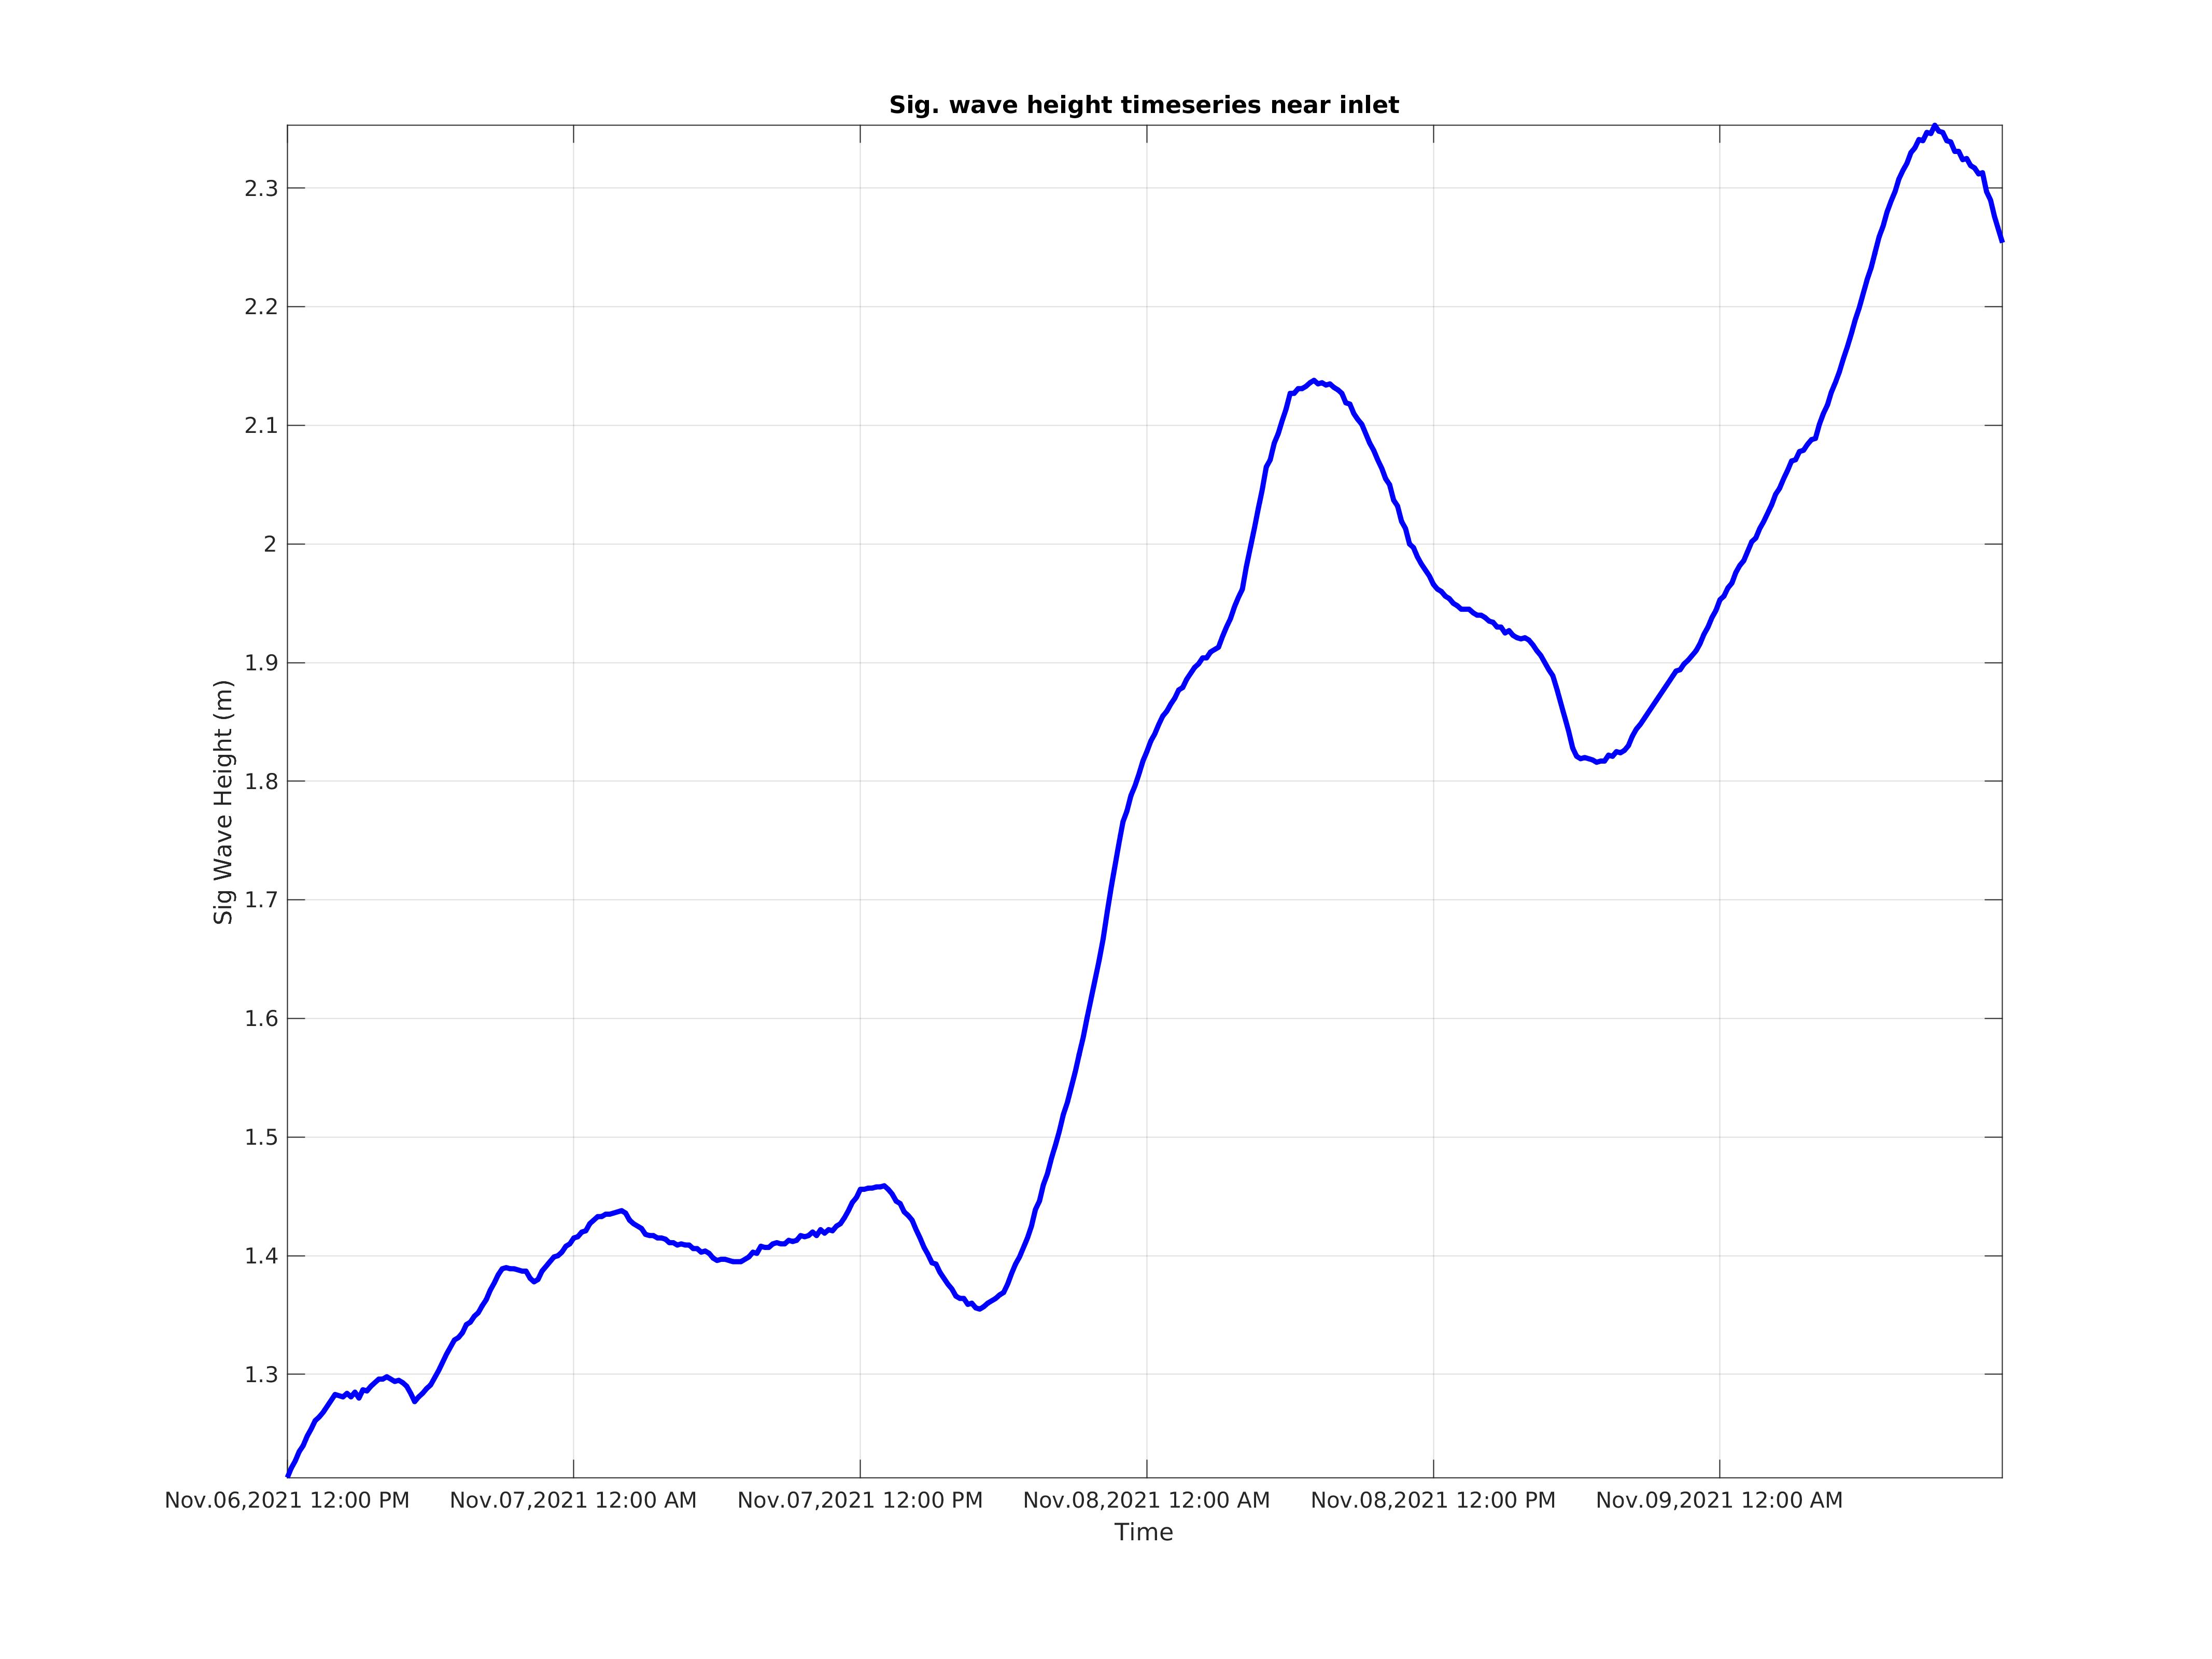 Sig. wave height timeseries near inlet
2.3
2.2
2.1
2
1.9
1.8
1.7
1.6
1.5
1.4
1.3
Sig Wave Height (m)
Nov.06,2021 12:00 PM
Nov.07,2021 12:00 AM
Nov.07,2021 12:00 PM
Nov.08,2021 12:00 AM
Nov.08,2021 12:00 PM
Nov.09,2021 12:00 AM
Time